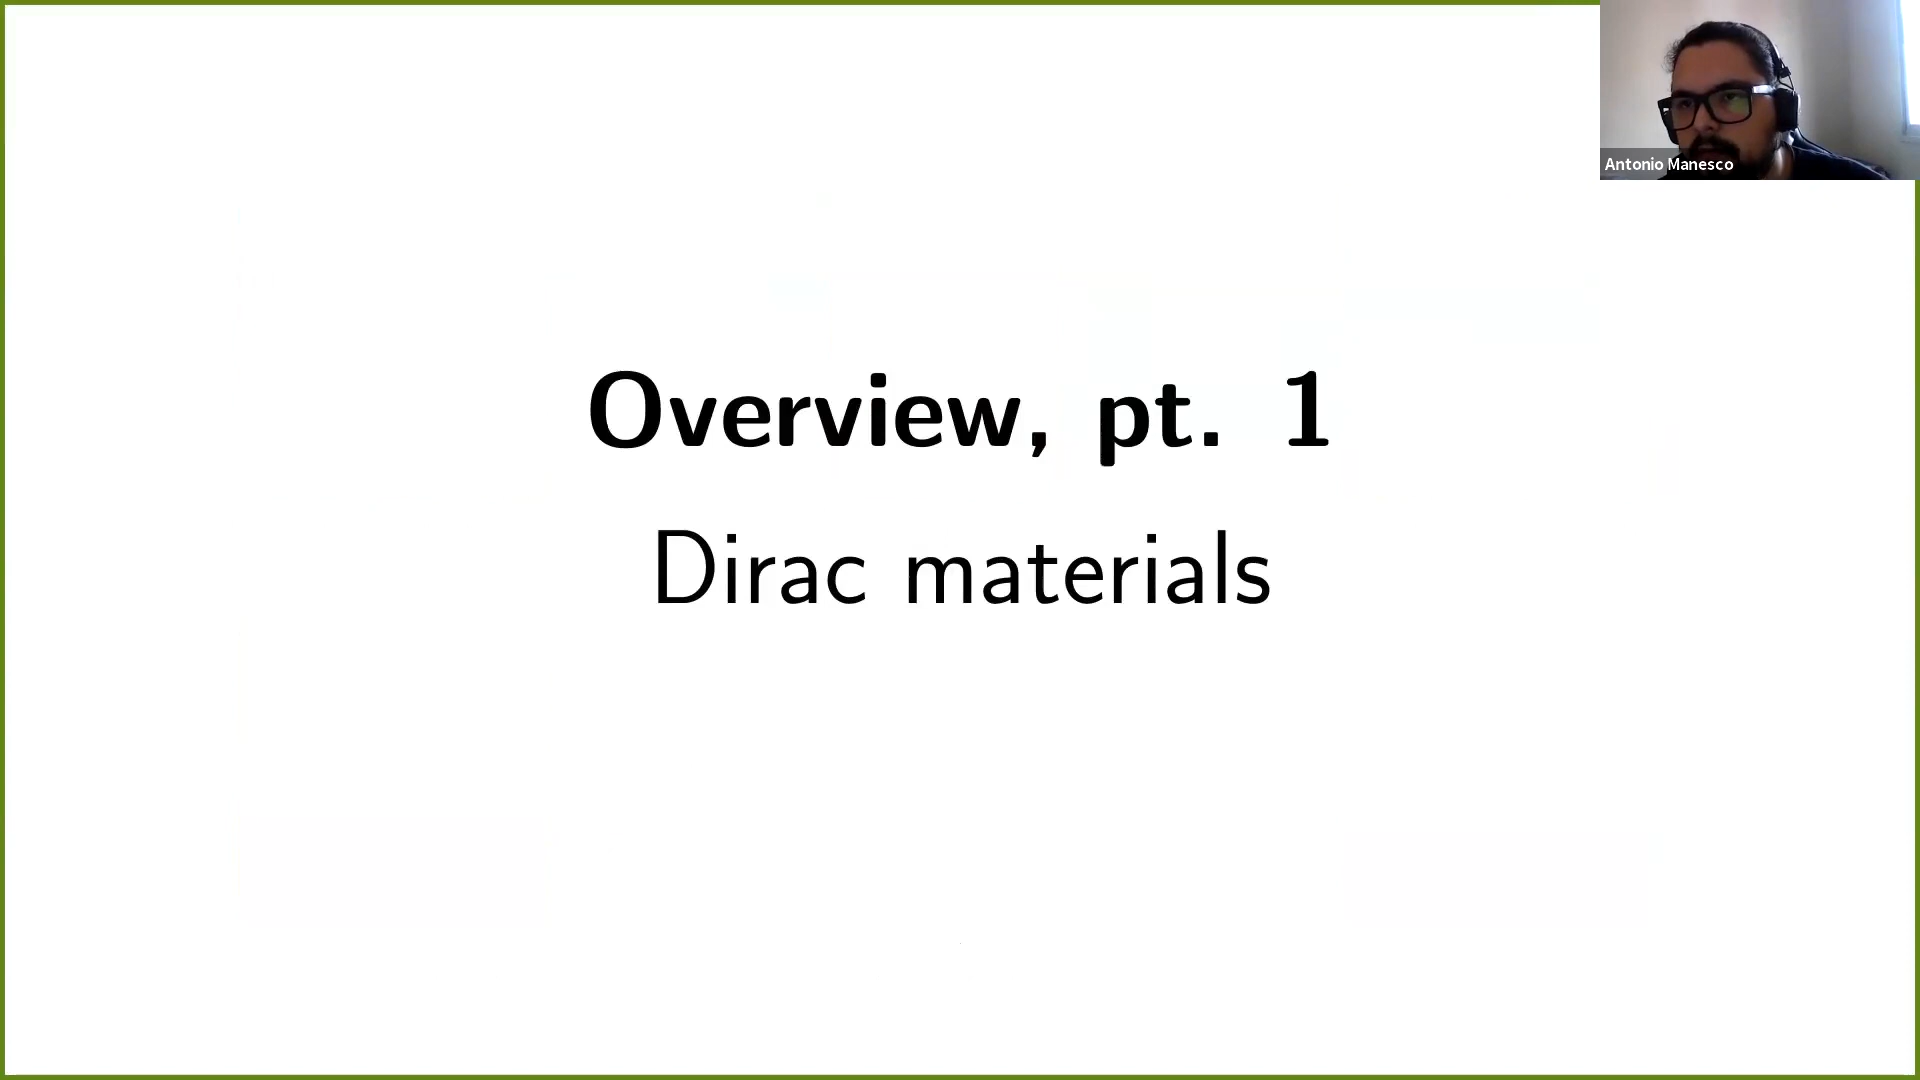 Antonio Manesco
Overview, pt. 1
Dirac materials